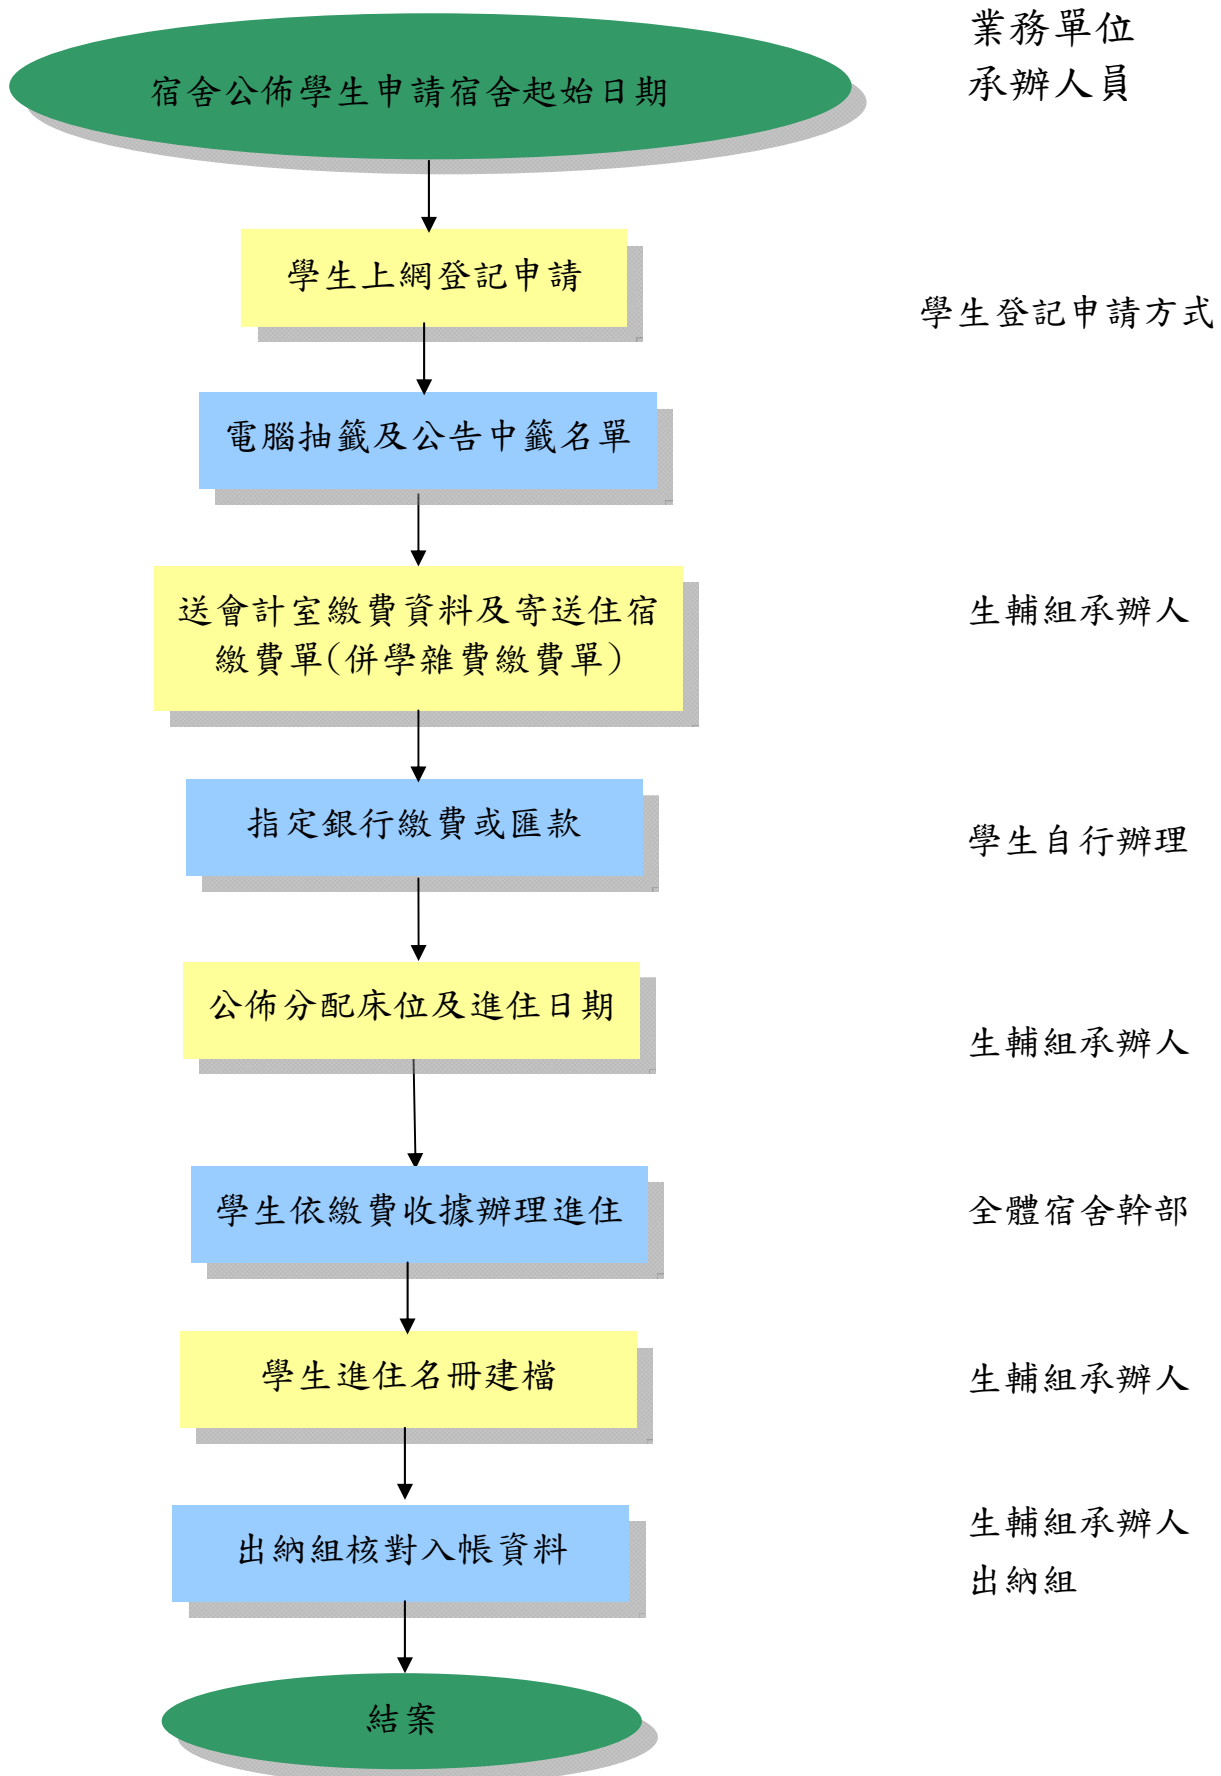 業務單位
承辦人員
宿舍公佈學生申請宿舍起始日期
學生上網登記申請
學生登記申請方式
電腦抽籤及公告中籤名單
送會計室繳費資料及寄送住宿
繳費單(併學雜費繳費單)
生輔組承辦人
指定銀行繳費或匯款
學生自行辦理
公佈分配床位及進住日期
生輔組承辦人
學生依繳費收據辦理進住
全體宿舍幹部
學生進住名冊建檔
生輔組承辦人
出納組核對入帳資料
生輔組承辦人
出納組
結案